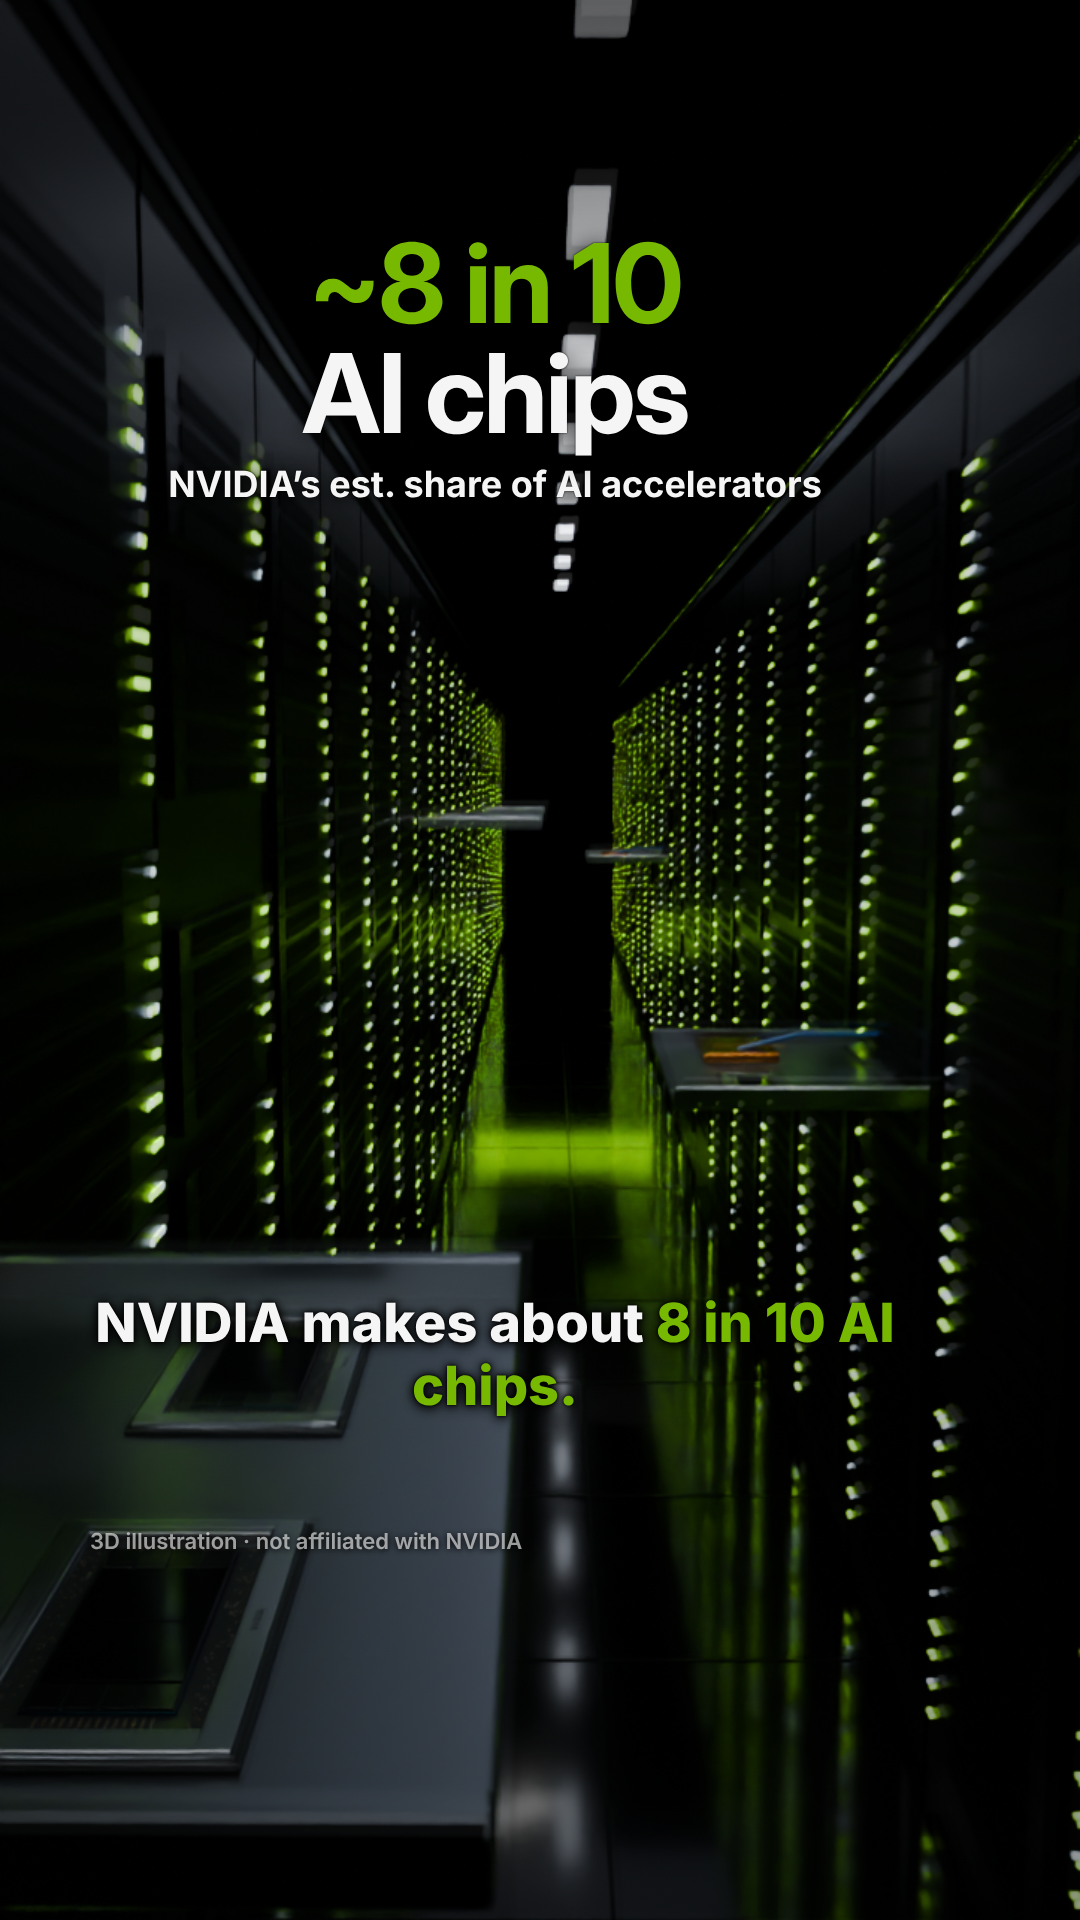 ~8 in 10
AI chips
NVIDIA’s est. share of AI accelerators
NVIDIA makes about 8 in 10 AI
chips.
3D illustration · not affiliated with NVIDIA